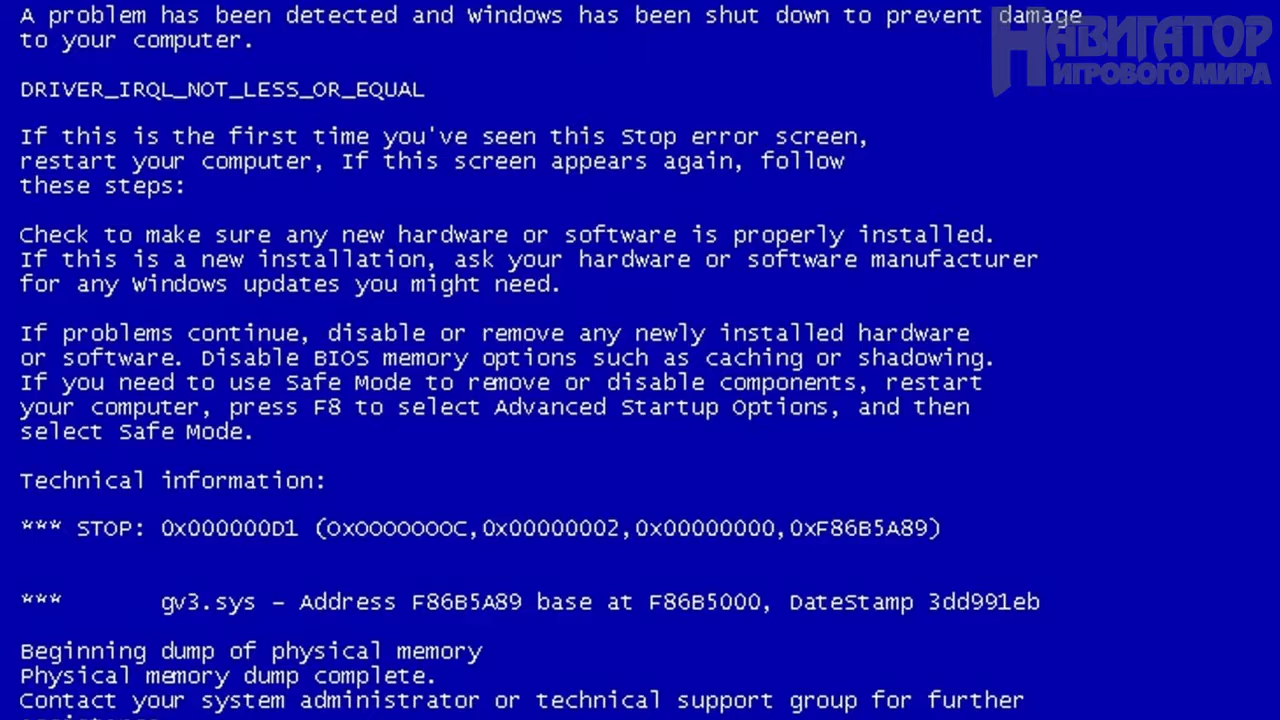 A problem has been detected and Windows has been shut down to prevent damage
to your computer.
НАВИГАТОР
ИГРОВОГО МИРА
DRIVER_IRQL_NOT_LESS_OR_EQUAL
If this is the first time you've seen this Stop error screen,
restart your computer, If this screen appears again, follow
these steps:
Check to make sure any new hardware or software is properly installed.
If this is a new installation, ask your hardware or software manufacturer
for any Windows updates you might need.
If problems continue, disable or remove any newly installed hardware
or software. Disable BIOS memory options such as caching or shadowing.
If you need to use Safe Mode to remove or disable components, restart
your computer, press F8 to select Advanced Startup Options, and then
select Safe Mode.
Technical information:
*** STOP: 0x000000D1 (0x0000000C,0x00000002,0x00000000,0xF86B5A89)
*** gv3.sys – Address F86B5A89 base at F86B5000, DateStamp 3dd991eb
Beginning dump of physical memory
Physical memory dump complete.
Contact your system administrator or technical support group for further